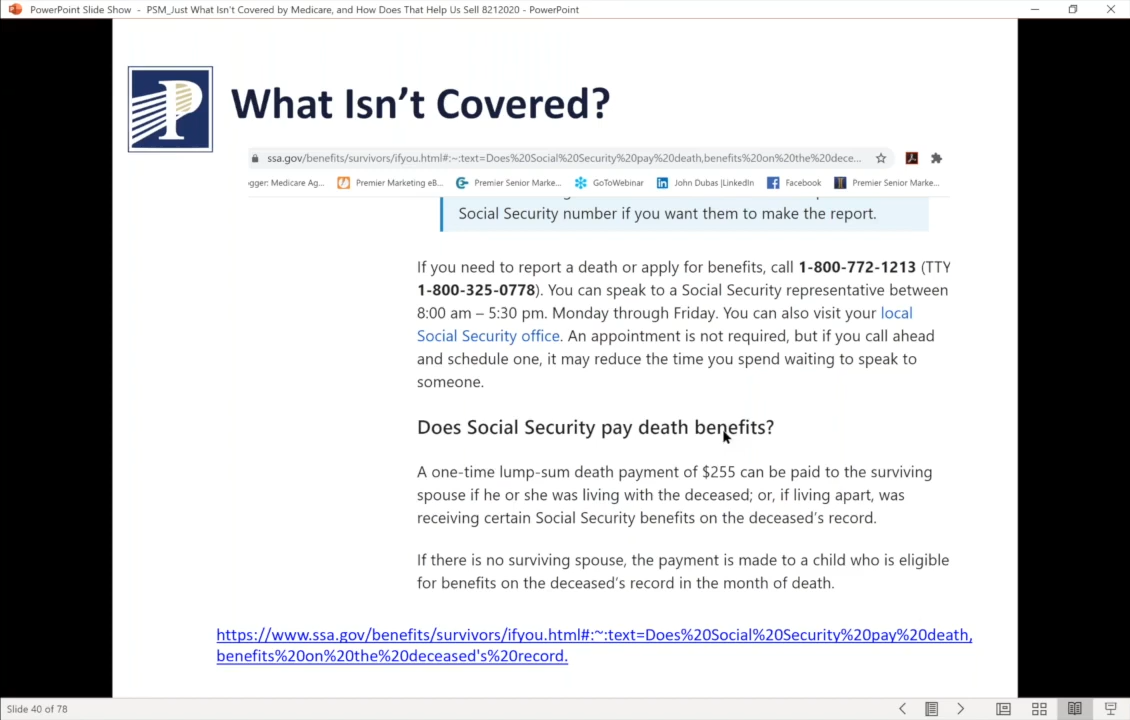 PowerPoint Slide Show - PSM_Just What Isn't Covered by Medicare, and How Does That Help Us Sell 8212020 - PowerPoint
P
What Isn't Covered?
ssa.gov/benefits/survivors/ifyou.html#:~:text=Does%20Social%20Security%20pay%20death,benefits%20on%20the%20dece...
gger: Medicare Ag... Premier Marketing eB... Premier Senior Marke... GoToWebinar John Dubas |LinkedIn Facebook Premier Senior Marke...
Social Security number if you want them to make the report.
If you need to report a death or apply for benefits, call 1-800-772-1213 (TTY
1-800-325-0778). You can speak to a Social Security representative between
8:00 am – 5:30 pm. Monday through Friday. You can also visit your local
Social Security office. An appointment is not required, but if you call ahead
and schedule one, it may reduce the time you spend waiting to speak to
someone.
Does Social Security pay death benefits?
A one-time lump-sum death payment of $255 can be paid to the surviving
spouse if he or she was living with the deceased; or, if living apart, was
receiving certain Social Security benefits on the deceased's record.
If there is no surviving spouse, the payment is made to a child who is eligible
for benefits on the deceased's record in the month of death.
https://www.ssa.gov/benefits/survivors/ifyou.html#:~:text=Does%20Social%20Security%20pay%20death,
benefits%20on%20the%20deceased's%20record.
Slide 40 of 78